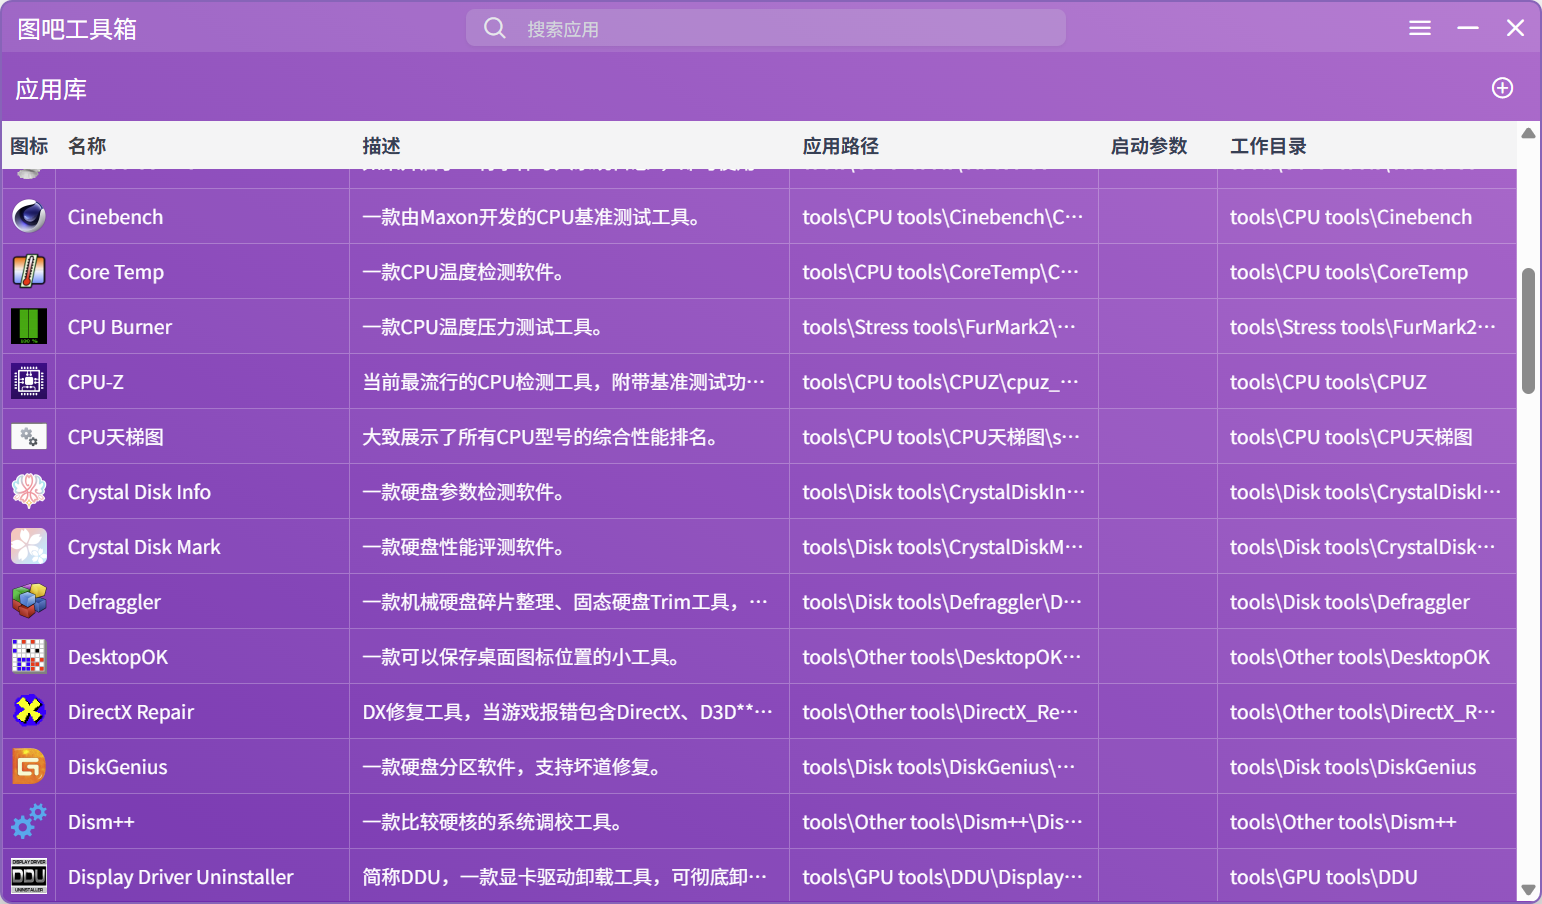 图吧工具箱
搜索应用
应用库
图标 名称 描述 应用路径 启动参数 工作目录
Cinebench 一款由Maxon开发的CPU基准测试工具。 tools\CPU tools\Cinebench\C··· tools\CPU tools\Cinebench
Core Temp 一款CPU温度检测软件。 tools\CPU tools\CoreTemp\C··· tools\CPU tools\CoreTemp
CPU Burner 一款CPU温度压力测试工具。 tools\Stress tools\FurMark2\··· tools\Stress tools\FurMark2···
100 %
CPU-Z 当前最流行的CPU检测工具，附带基准测试功··· tools\CPU tools\CPUZ\cpuz_··· tools\CPU tools\CPUZ
CPU天梯图 大致展示了所有CPU型号的综合性能排名。 tools\CPU tools\CPU天梯图\s··· tools\CPU tools\CPU天梯图
Crystal Disk Info 一款硬盘参数检测软件。 tools\Disk tools\CrystalDiskIn··· tools\Disk tools\CrystalDiskI···
Crystal Disk Mark 一款硬盘性能评测软件。 tools\Disk tools\CrystalDiskM··· tools\Disk tools\CrystalDisk···
Defraggler 一款机械硬盘碎片整理、固态硬盘Trim工具，··· tools\Disk tools\Defraggler\D··· tools\Disk tools\Defraggler
DesktopOK 一款可以保存桌面图标位置的小工具。 tools\Other tools\DesktopOK··· tools\Other tools\DesktopOK
DirectX Repair DX修复工具，当游戏报错包含DirectX、D3D**··· tools\Other tools\DirectX_Re··· tools\Other tools\DirectX_R···
DiskGenius 一款硬盘分区软件，支持坏道修复。 tools\Disk tools\DiskGenius\··· tools\Disk tools\DiskGenius
Dism++ 一款比较硬核的系统调校工具。 tools\Other tools\Dism++\Dis··· tools\Other tools\Dism++
DISPLAY DRIVER
DDU
UNINSTALLER
Display Driver Uninstaller 简称DDU，一款显卡驱动卸载工具，可彻底卸··· tools\GPU tools\DDU\Display··· tools\GPU tools\DDU